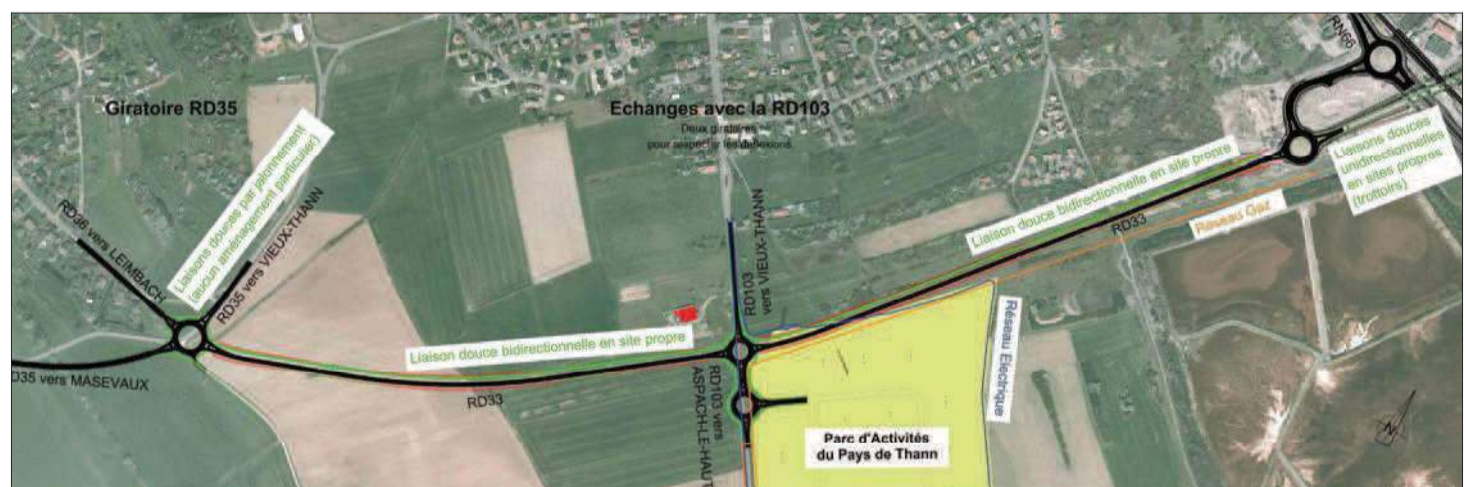 RN66
Giratoire RD35
Echanges avec la RD103
Deux giratoires
pour respecter les déflexions
Liaisons douces par jalonnement
(aucun aménagement particulier)
Liaison douce bidirectionnelle en site propre
Liaisons douces
unidirectionnelles
en sites propres
(trottoirs)
RD36 vers LEIMBACH
RD35 vers VIEUX-THANN
RD103
vers VIEUX-THANN
RD33
Réseau Gaz
Réseau Electrique
Liaison douce bidirectionnelle en site propre
D35 vers MASEVAUX
RD33
RD103 vers
ASPACH-LE-HAUT
Parc d'Activités
du Pays de Thann
N